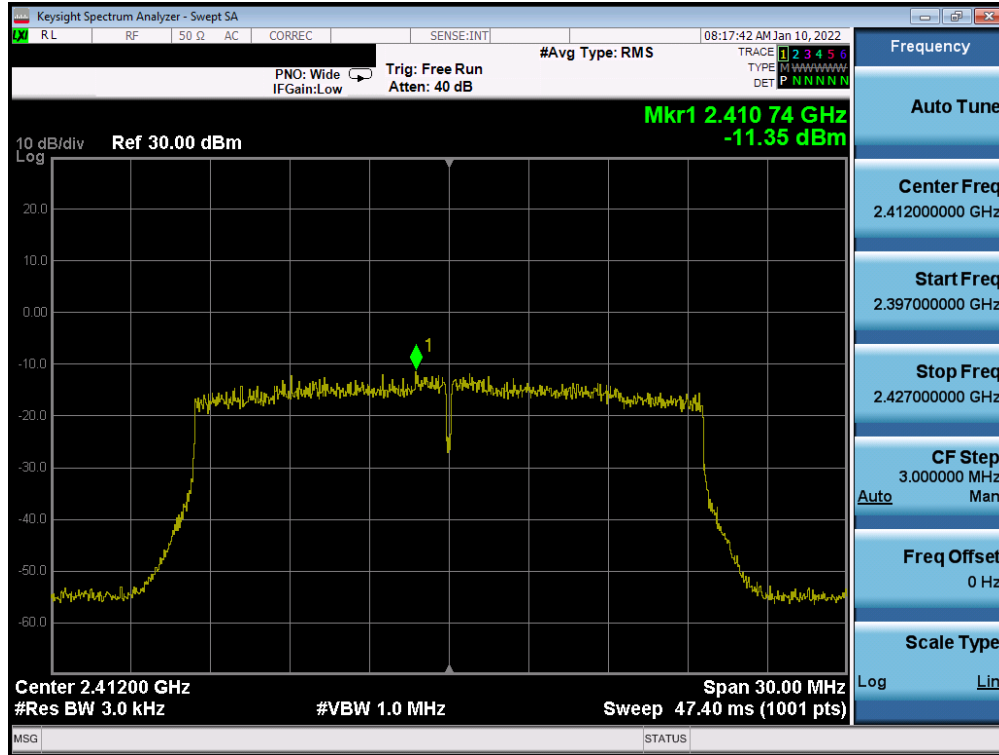 Keysight Spectrum Analyzer - Swept SA
LXI RL RF 50 Ω AC CORREC SENSE:INT 08:17:42 AM Jan 10, 2022
#Avg Type: RMS
TRACE 1 2 3 4 5 6
TYPE M W W W W W
DET P N N N N N
PNO: Wide Trig: Free Run
IFGain:Low Atten: 40 dB
Mkr1 2.410 74 GHz
-11.35 dBm
10 dB/div Ref 30.00 dBm
Log
20.0
10.0
0.00
1
-10.0
-20.0
-30.0
-40.0
-50.0
-60.0
Center 2.41200 GHz Span 30.00 MHz
#Res BW 3.0 kHz #VBW 1.0 MHz Sweep 47.40 ms (1001 pts)
MSG STATUS
Frequency
Auto Tune
Center Freq
2.412000000 GHz
Start Freq
2.397000000 GHz
Stop Freq
2.427000000 GHz
CF Step
3.000000 MHz
Auto Man
Freq Offset
0 Hz
Scale Type
Log Lin